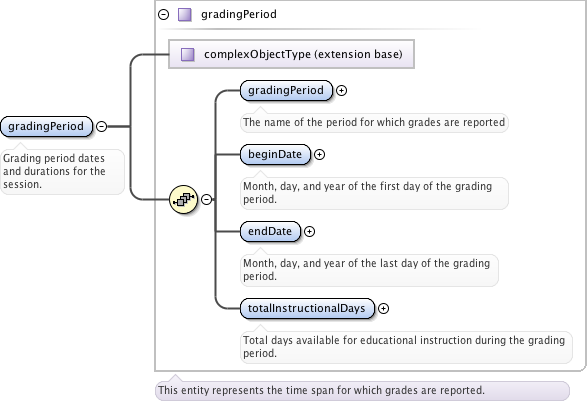 gradingPeriod
complexObjectType (extension base)
gradingPeriod
The name of the period for which grades are reported
gradingPeriod
Grading period dates
and durations for the
session.
beginDate
Month, day, and year of the first day of the grading
period.
endDate
Month, day, and year of the last day of the grading
period.
totalInstructionalDays
Total days available for educational instruction during the grading
period.
This entity represents the time span for which grades are reported.